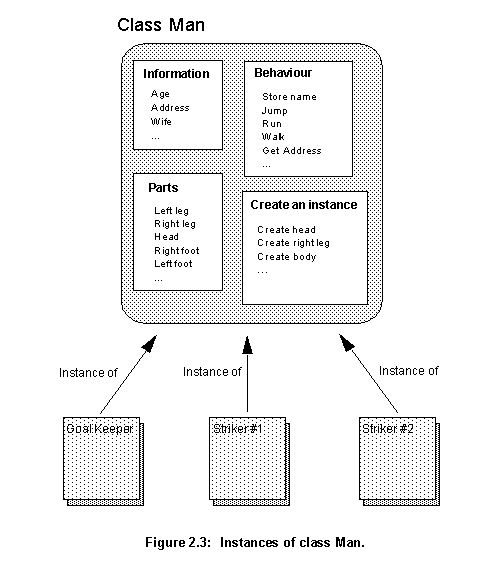 Class Man
Information
Age
Address
Wife
...
Behaviour
Store name
Jump
Run
Walk
Get Address
...
Parts
Left leg
Right leg
Head
Right foot
Left foot
...
Create an instance
Create head
Create right leg
Create body
...
Instance of
Instance of
Instance of
Goal Keeper
Striker #1
Striker #2
Figure 2.3: Instances of class Man.